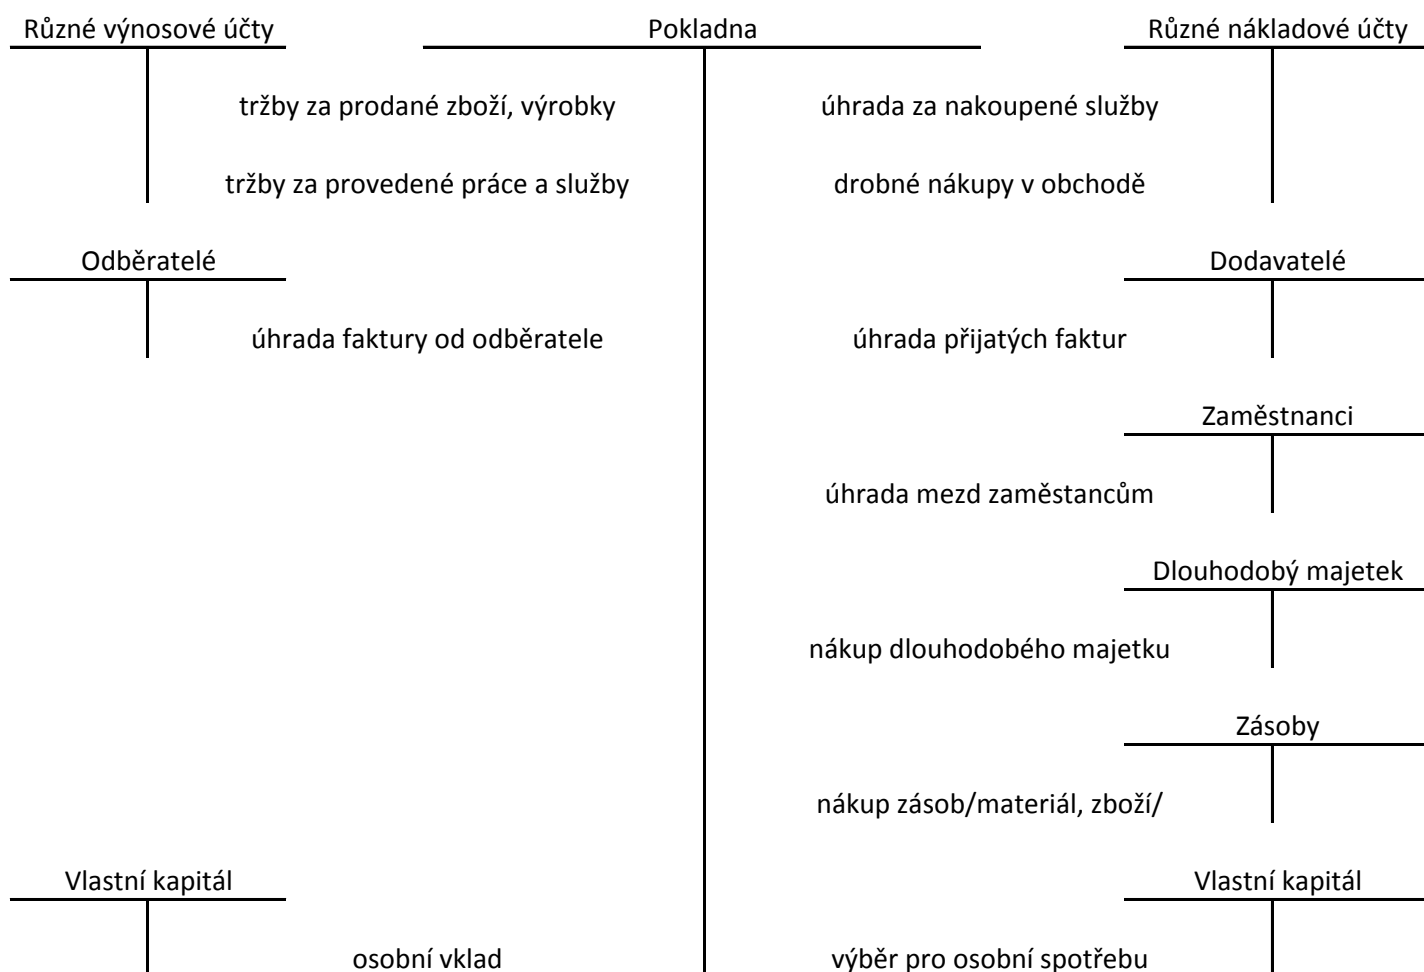 Různé výnosové účty Pokladna Různé nákladové účty
tržby za prodané zboží, výrobky úhrada za nakoupené služby
tržby za provedené práce a služby drobné nákupy v obchodě
Odběratelé Dodavatelé
úhrada faktury od odběratele úhrada přijatých faktur
Zaměstnanci
úhrada mezd zaměstancům
Dlouhodobý majetek
nákup dlouhodobého majetku
Zásoby
nákup zásob/materiál, zboží/
Vlastní kapitál Vlastní kapitál
osobní vklad výběr pro osobní spotřebu